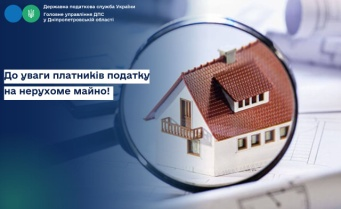 Державна податкова служба України
Головне управління ДПС
у Дніпропетровській області
До уваги платників податку
на нерухоме майно!